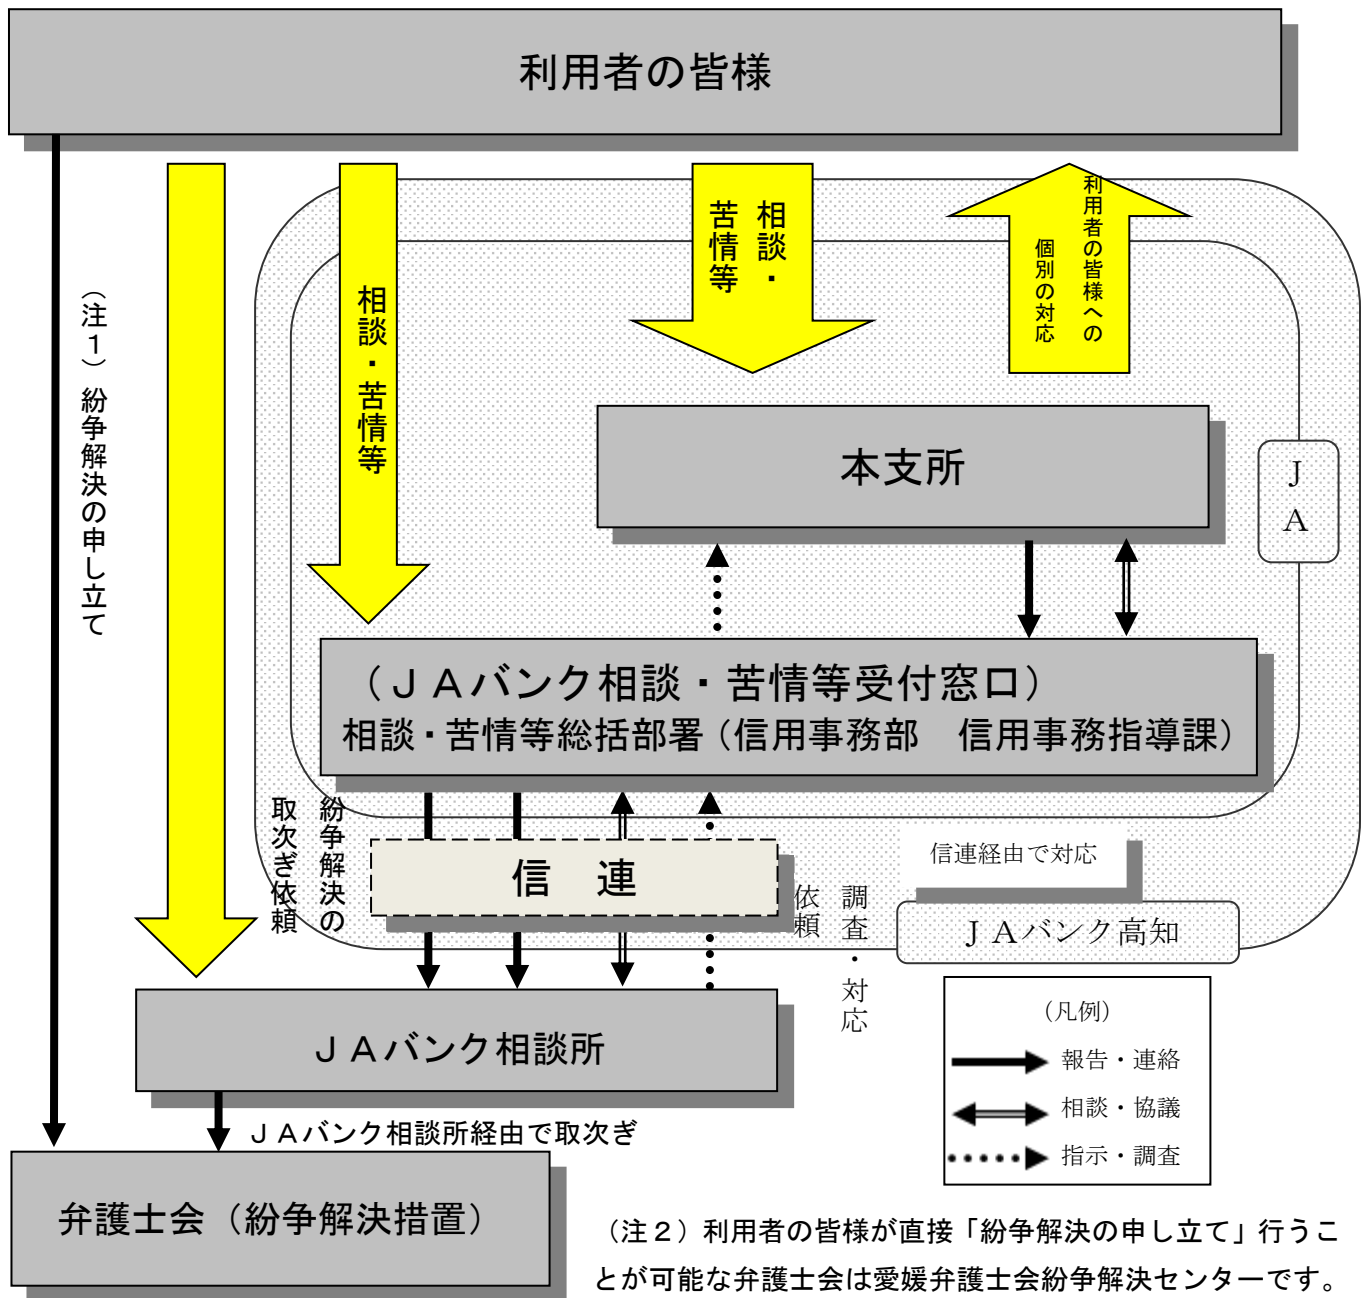 利用者の皆様
（注１）紛争解決の申し立て
相談・苦情等
相談・
苦情等
利用者の皆様への
個別の対応
本支所
ＪＡ
（ＪＡバンク相談・苦情等受付窓口）
相談・苦情等総括部署（信用事務部　信用事務指導課）
紛争解決の
取次ぎ依頼
信　連
調査・対応
依頼
信連経由で対応
ＪＡバンク高知
ＪＡバンク相談所
（凡例）
報告・連絡
相談・協議
指示・調査
ＪＡバンク相談所経由で取次ぎ
弁護士会（紛争解決措置）
（注２）利用者の皆様が直接「紛争解決の申し立て」行うこ
とが可能な弁護士会は愛媛弁護士会紛争解決センターです。